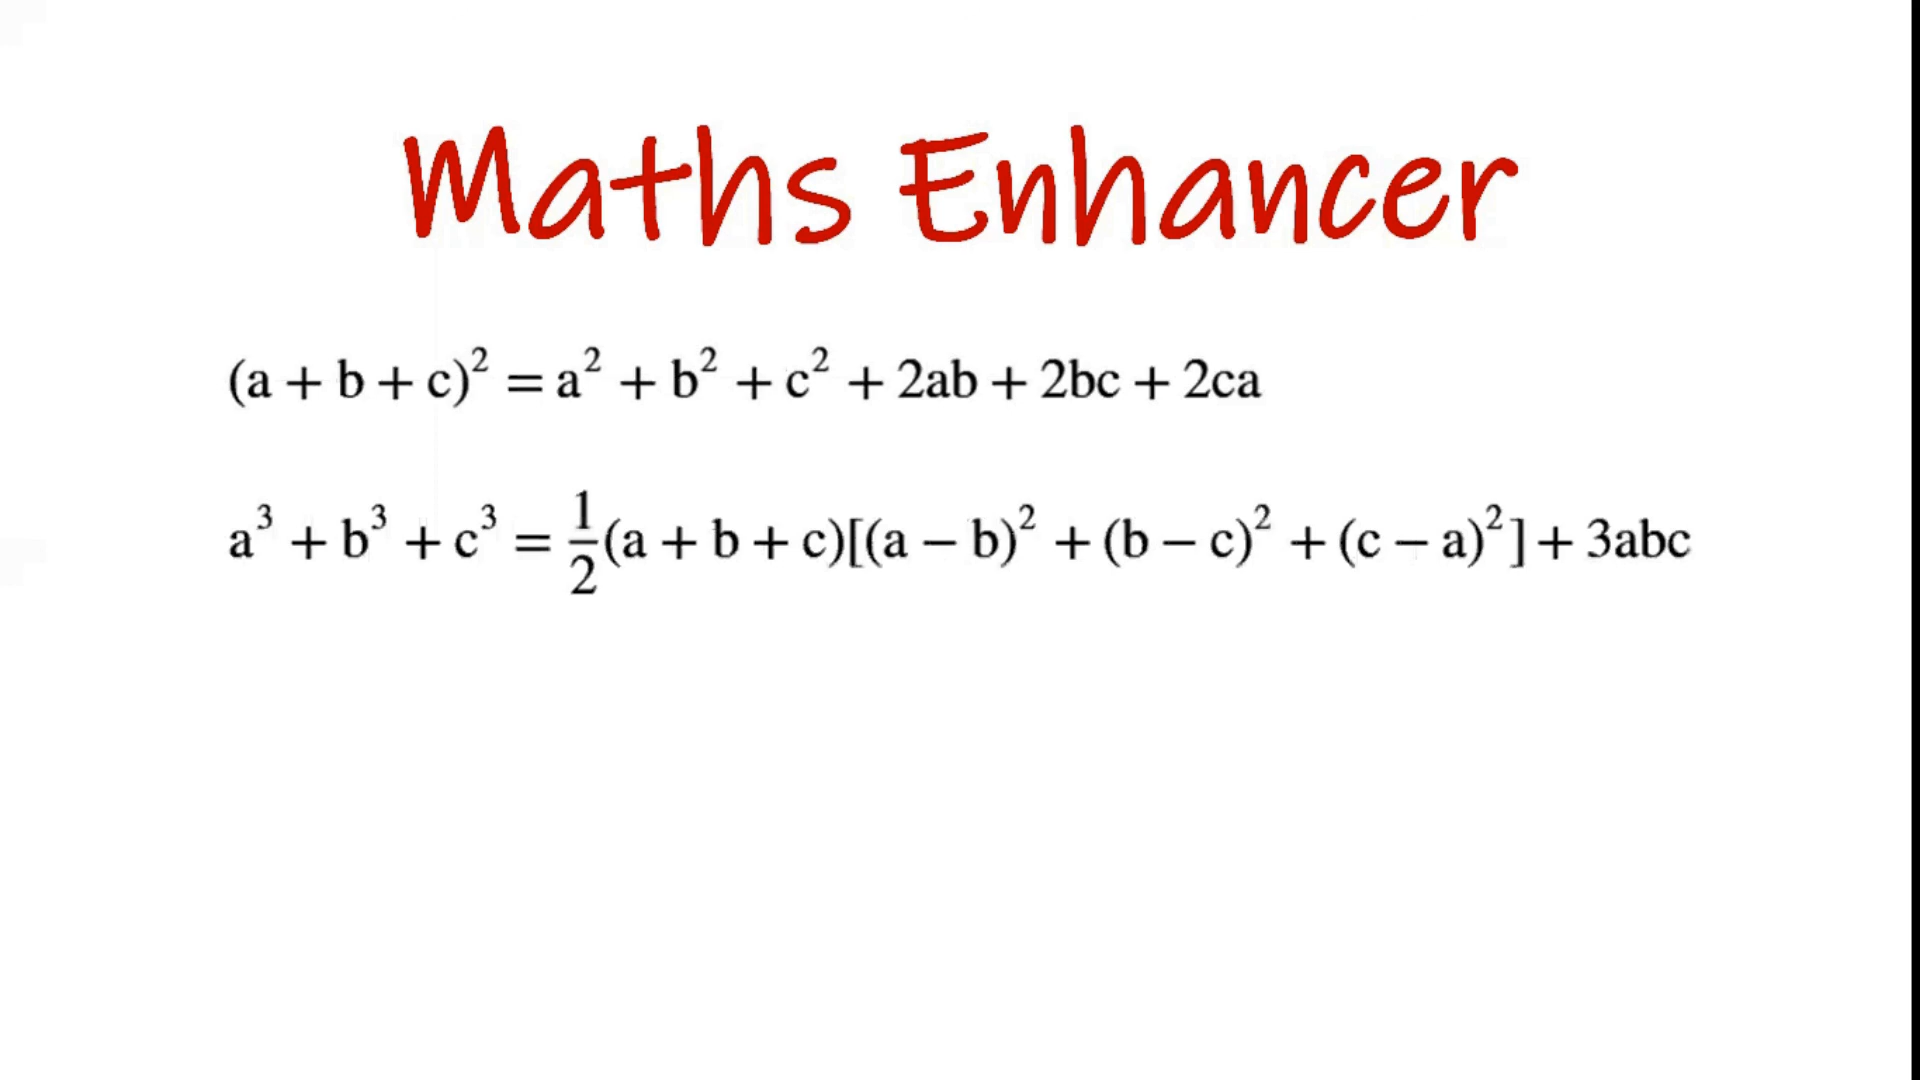 Maths Enhancer
(a + b + c)² = a² + b² + c² + 2ab + 2bc + 2ca
a³ + b³ + c³ = 1/2(a + b + c)[(a − b)² + (b − c)² + (c − a)²] + 3abc